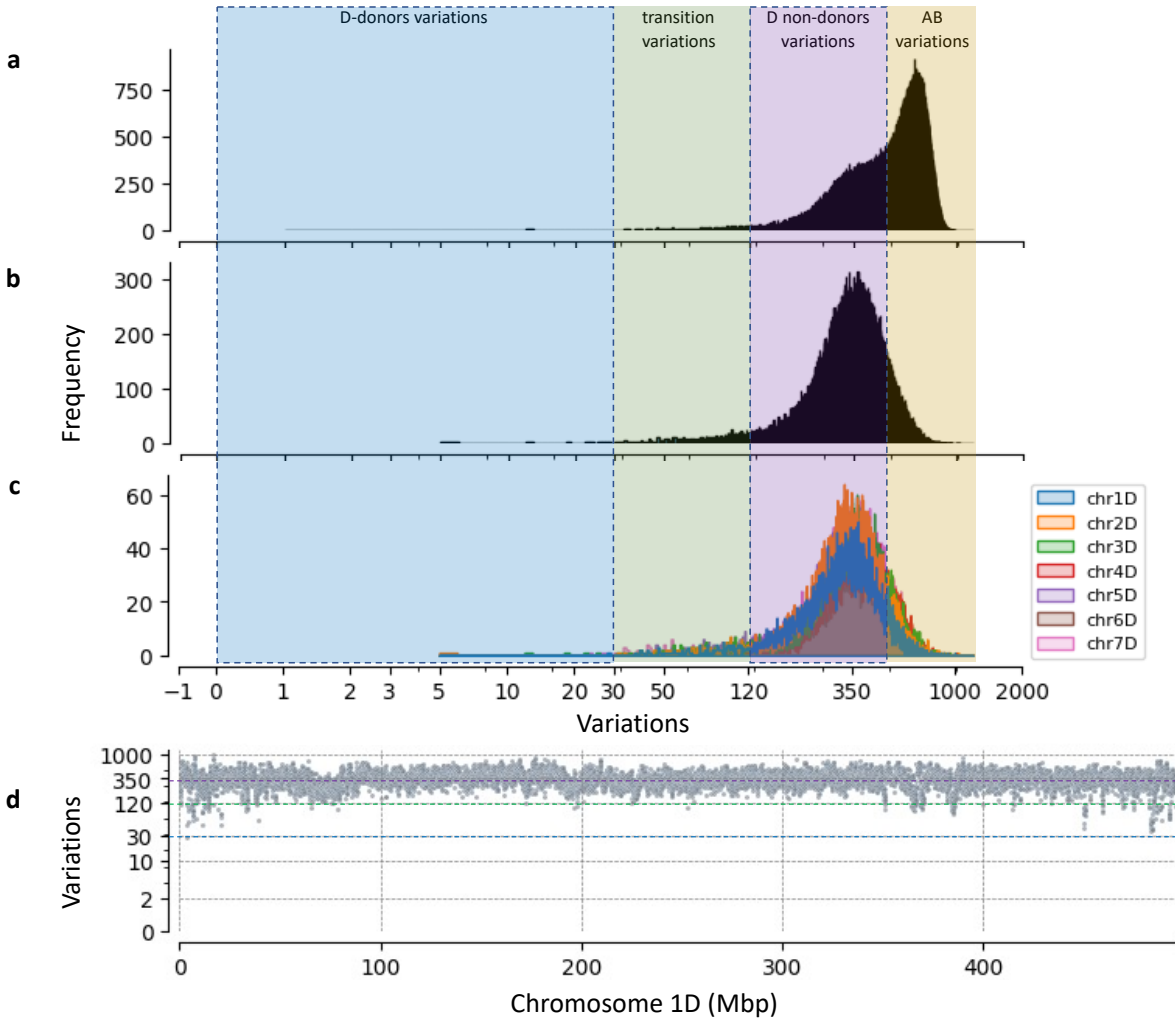 D-donors variations
transition
variations
D non-donors
variations
AB
variations
a
750
500
250
0
b
300
200
100
0
Frequency
c
60
40
20
0
chr1D
chr2D
chr3D
chr4D
chr5D
chr6D
chr7D
−1 0 1 2 3 5 10 20 30 50 120 350 1000 2000
Variations
d
1000
350
120
30
10
2
0
Variations
0 100 200 300 400
Chromosome 1D (Mbp)